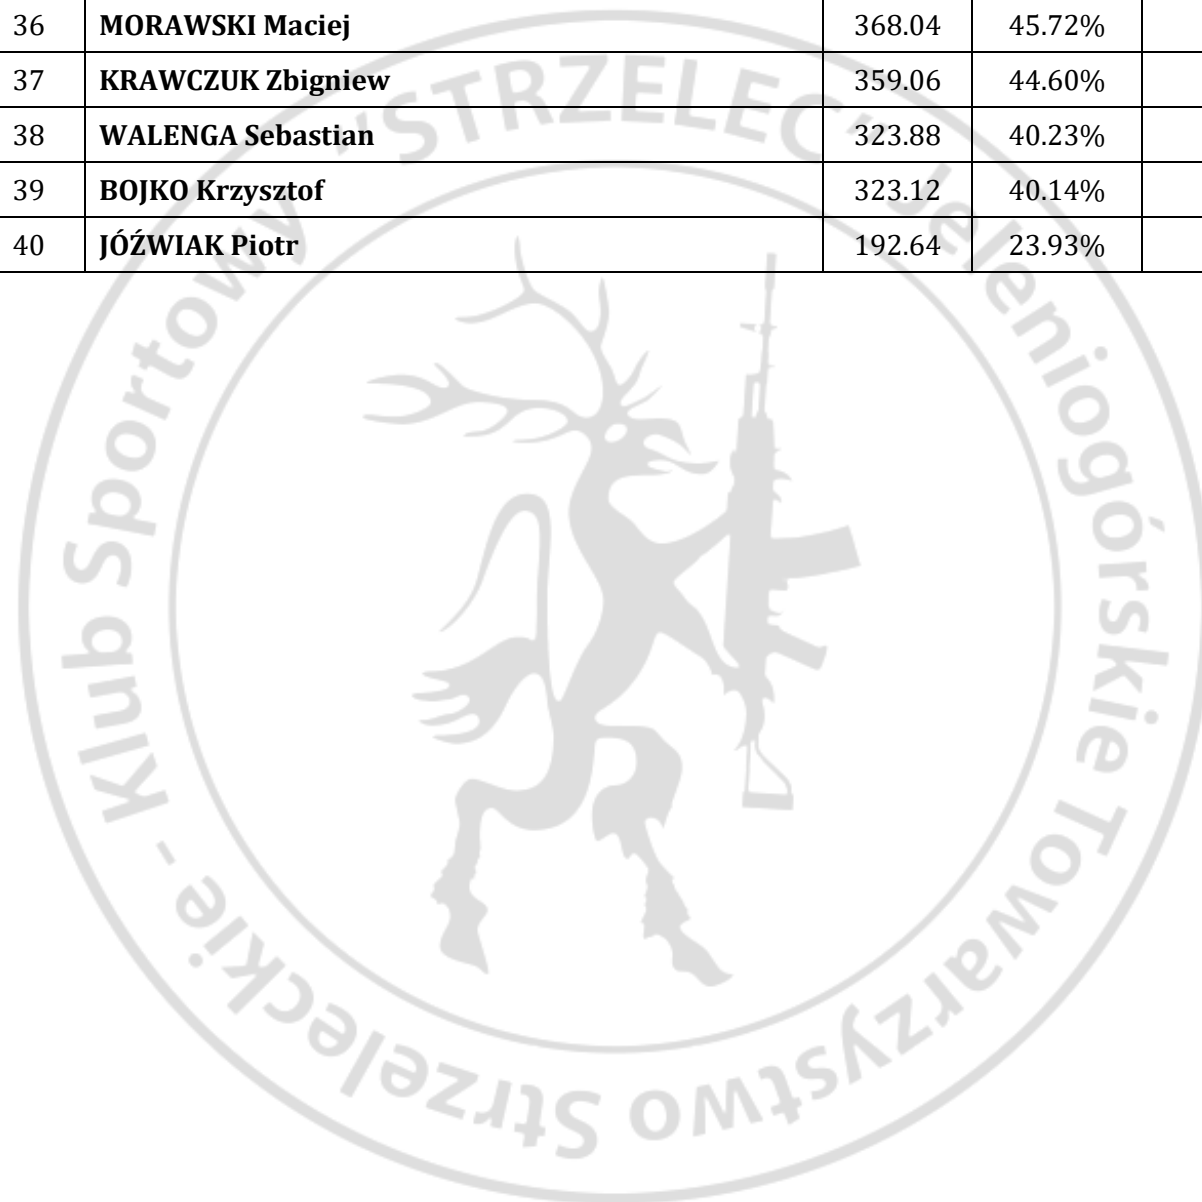 36 MORAWSKI Maciej 368.04 45.72%
37 KRAWCZUK Zbigniew 359.06 44.60%
38 WALENGA Sebastian 323.88 40.23%
39 BOJKO Krzysztof 323.12 40.14%
40 JÓŹWIAK Piotr 192.64 23.93%
Jeleniogórskie Towarzystwo Strzeleckie - Klub Sportowy "STRZELEC"